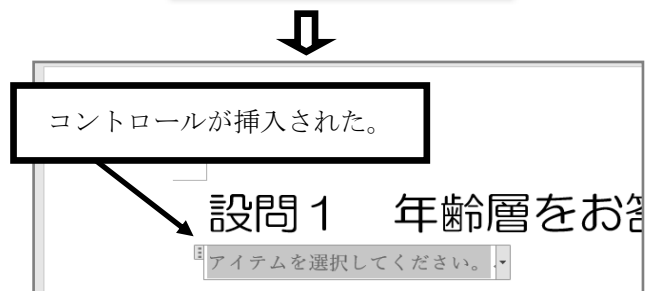 コントロールが挿入された。
設問１　年齢層をお答
アイテムを選択してください。